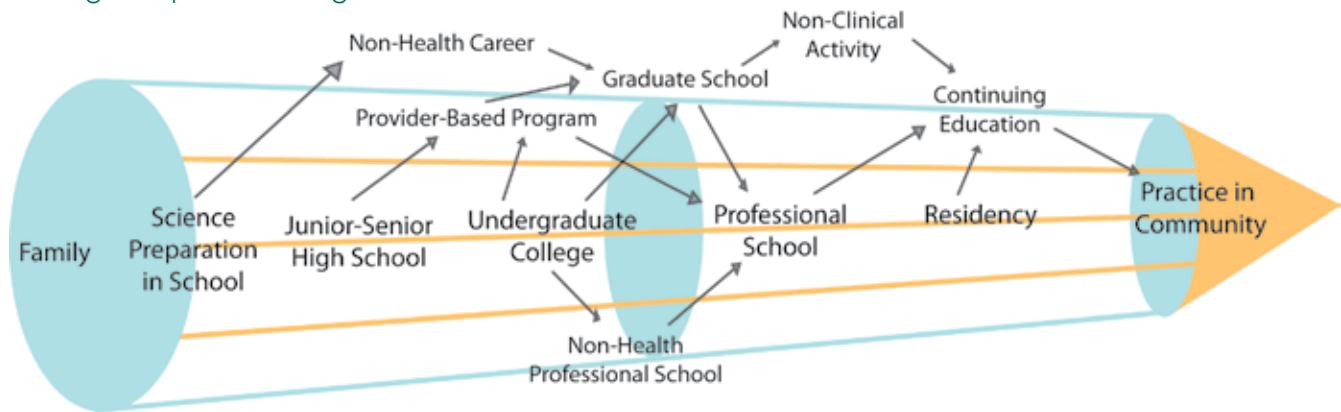 Non-Clinical
Activity
Non-Health Career
Graduate School
Continuing
Education
Provider-Based Program
Family
Science
Preparation
in School
Junior-Senior
High School
Undergraduate
College
Professional
School
Residency
Practice in
Community
Non-Health
Professional School